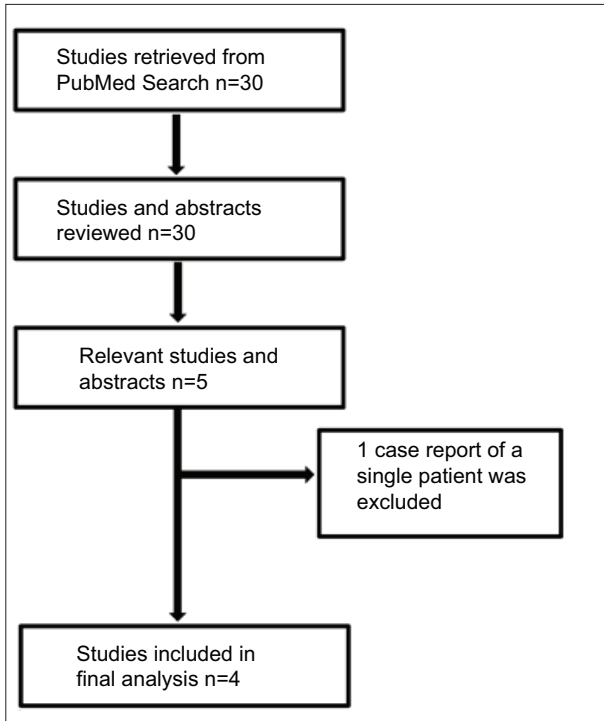 Studies retrieved from
PubMed Search n=30
Studies and abstracts
reviewed n=30
Relevant studies and
abstracts n=5
1 case report of a
single patient was
excluded
Studies included in
final analysis n=4